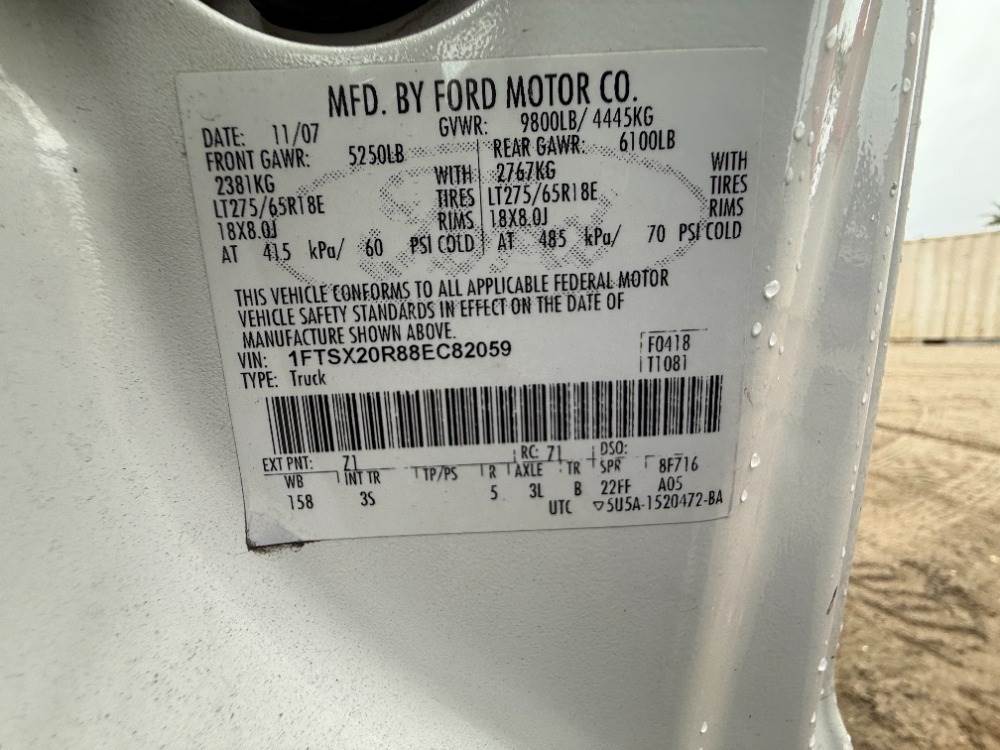 MFD. BY FORD MOTOR CO.
DATE: 11/07 GVWR: 9800LB/ 4445KG
FRONT GAWR: 5250LB REAR GAWR: 6100LB
2381KG WITH 2767KG WITH
LT275/65R18E TIRES LT275/65R18E TIRES
18X8.0J RIMS 18X8.0J RIMS
AT 415 kPa/ 60 PSI COLD AT 485 kPa/ 70 PSI COLD
THIS VEHICLE CONFORMS TO ALL APPLICABLE FEDERAL MOTOR
VEHICLE SAFETY STANDARDS IN EFFECT ON THE DATE OF
MANUFACTURE SHOWN ABOVE.
VIN: 1FTSX20R88EC82059 F0418
TYPE: Truck T1081
EXT PNT: Z1 RC: 71 DSO:
WB INT TR TP/PS R AXLE TR SPR 8F716
158 3S 5 3L B 22FF A05
UTC ▽5U5A-1520472-BA